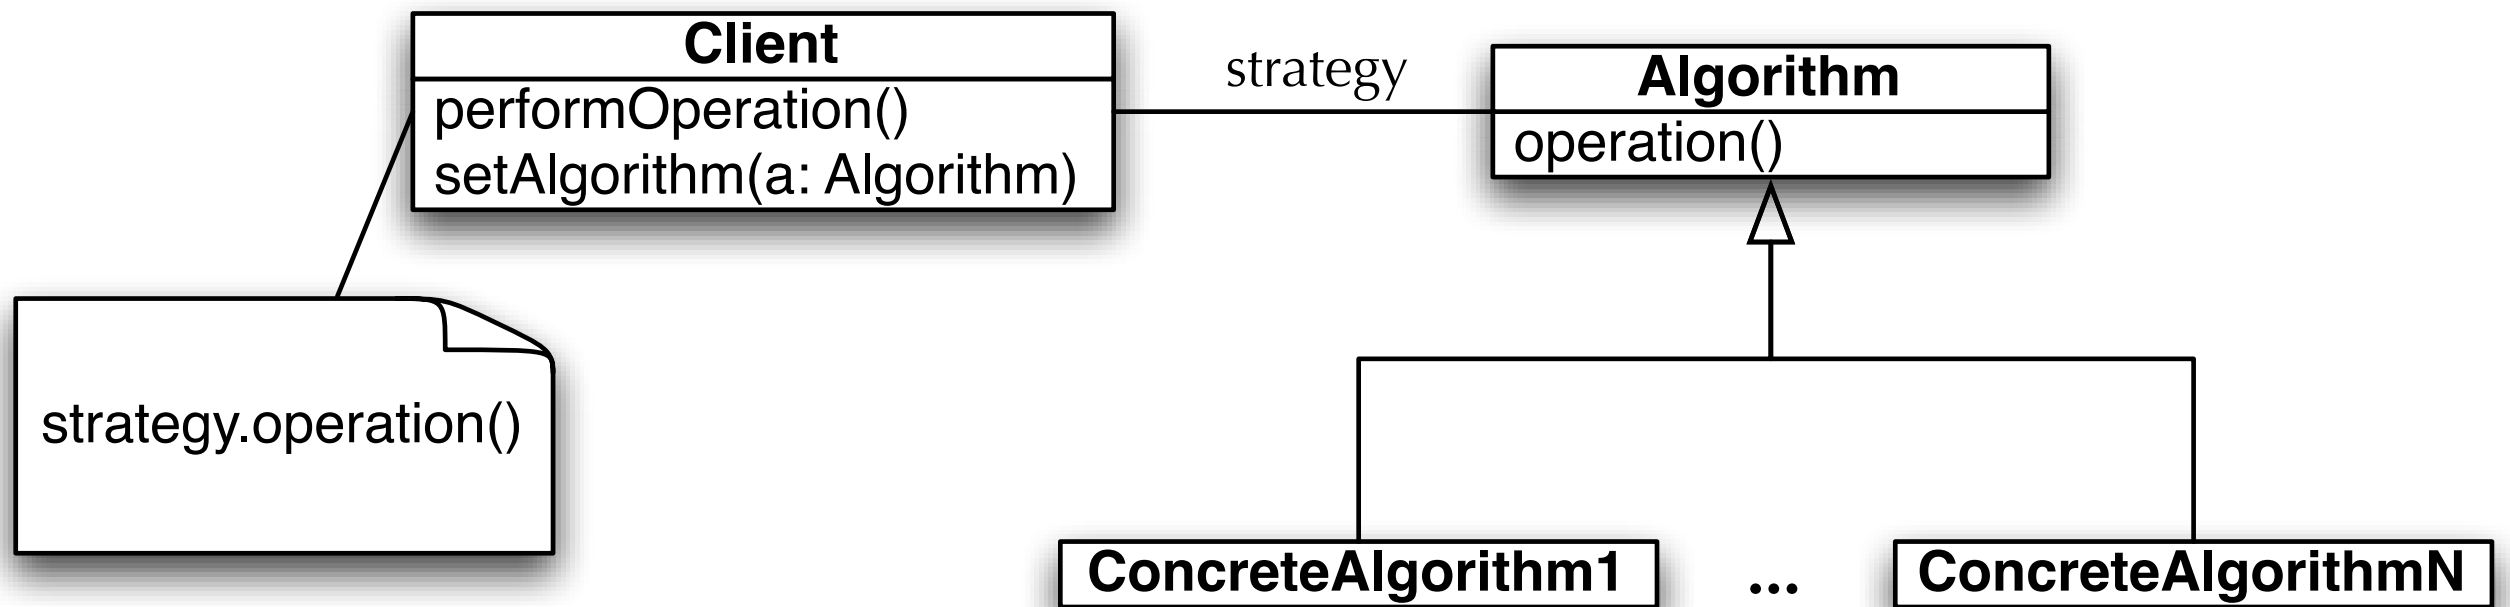 Client
performOperation()
setAlgorithm(a: Algorithm)
strategy
Algorithm
operation()
strategy.operation()
ConcreteAlgorithm1
...
ConcreteAlgorithmN